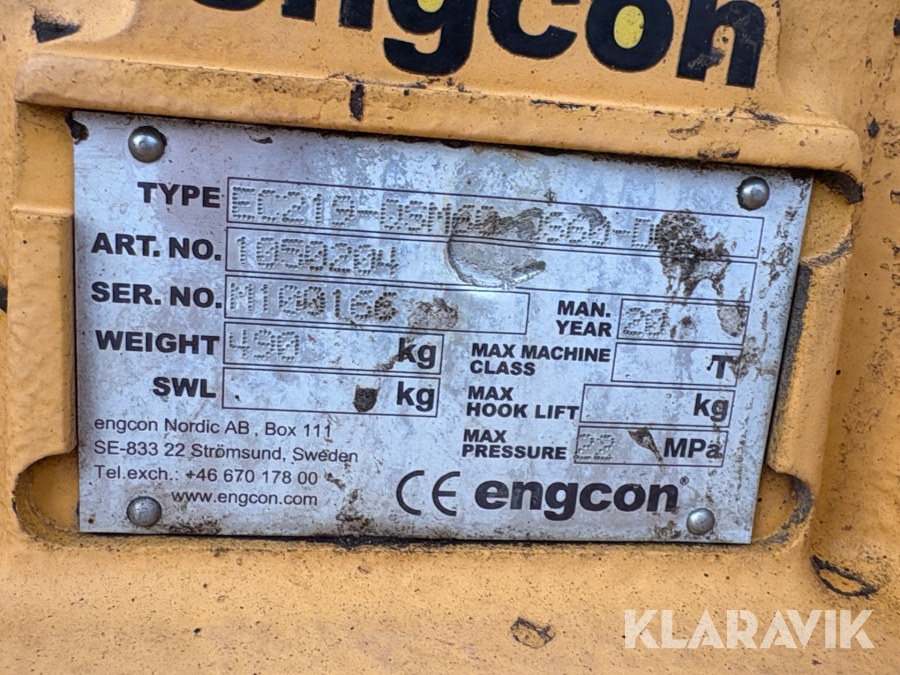 engcon
TYPE
ART. NO. 1050204
SER. NO. N100166
MAN. YEAR
WEIGHT 490 kg
MAX MACHINE CLASS T
SWL kg
MAX HOOK LIFT kg
MAX PRESSURE 22 MPa
engcon Nordic AB , Box 111
SE-833 22 Strömsund, Sweden
Tel.exch.: +46 670 178 00
www.engcon.com
CE engcon®
KLARAVIK